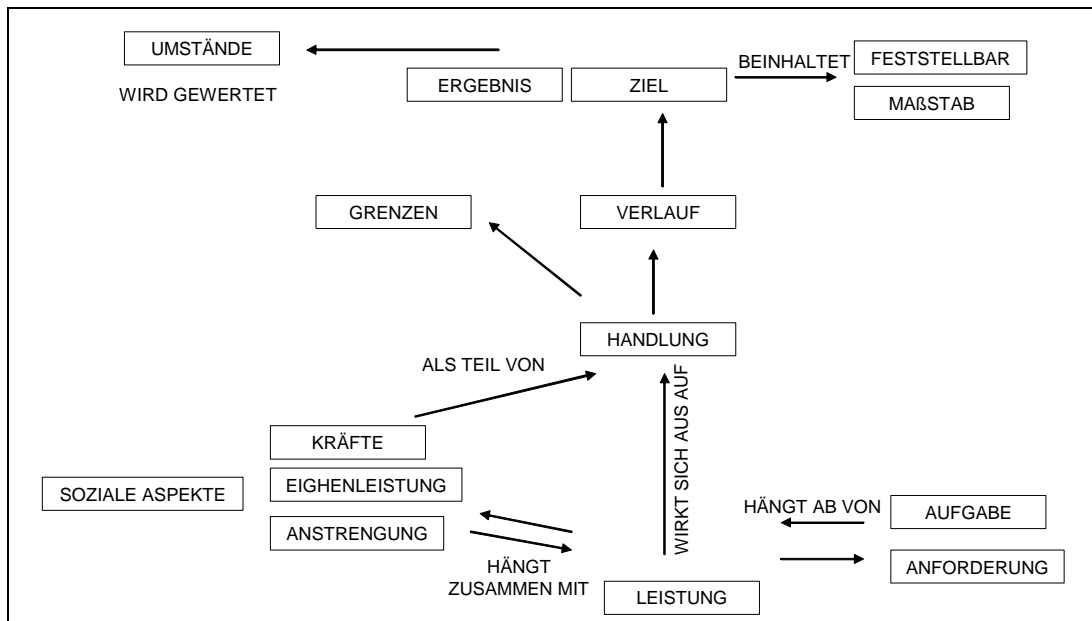 UMSTÄNDE
WIRD GEWERTET
ERGEBNIS
ZIEL
BEINHALTET
FESTSTELLBAR
MAßSTAB
GRENZEN
VERLAUF
HANDLUNG
ALS TEIL VON
WIRKT SICH AUS AUF
KRÄFTE
SOZIALE ASPEKTE
EIGHENLEISTUNG
ANSTRENGUNG
HÄNGT
ZUSAMMEN MIT
HÄNGT AB VON
AUFGABE
ANFORDERUNG
LEISTUNG